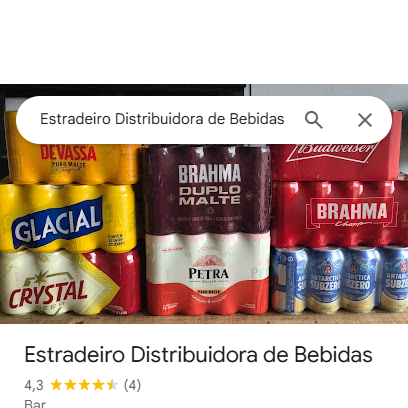 Estradeiro Distribuidora de Bebidas
DEVASSA
PURO MALTE
Budweiser
BRAHMA
DUPLO
MALTE
GLACIAL
BRAHMA
Chopp
PETRA
CRYSTAL
ANTARCTICA
SUBZERO
ANTARCTICA
SUBZERO
Estradeiro Distribuidora de Bebidas
4,3 (4)
Bar